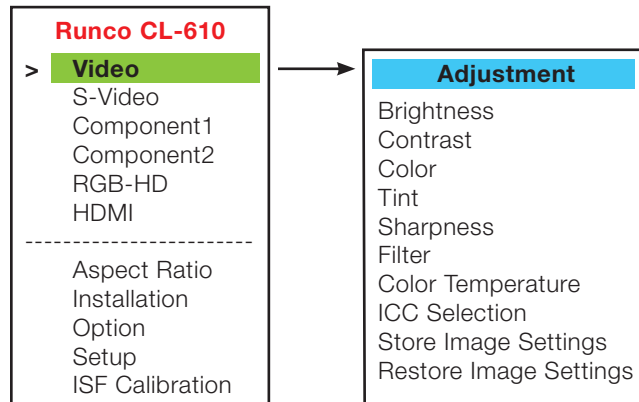 Runco CL-610
> Video
S-Video
Component1
Component2
RGB-HD
HDMI
--------------------------
Aspect Ratio
Installation
Option
Setup
ISF Calibration
Adjustment
Brightness
Contrast
Color
Tint
Sharpness
Filter
Color Temperature
ICC Selection
Store Image Settings
Restore Image Settings